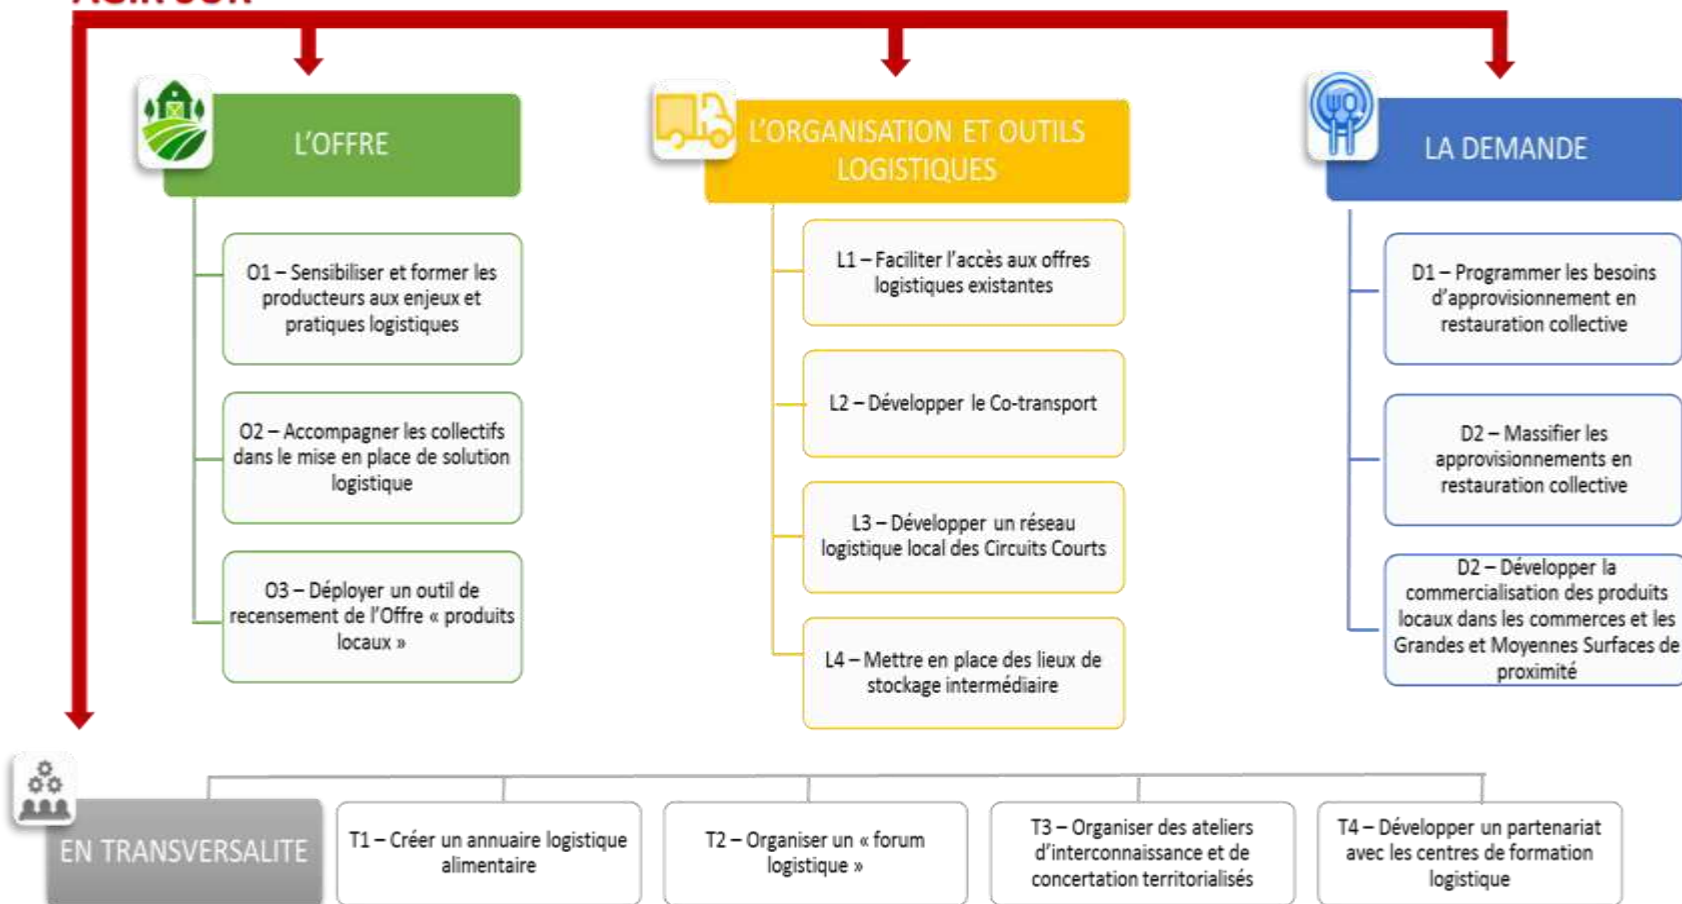 AGIR SUR
L'OFFRE
O1 – Sensibiliser et former les
producteurs aux enjeux et
pratiques logistiques
O2 – Accompagner les collectifs
dans le mise en place de solution
logistique
O3 – Déployer un outil de
recensement de l'Offre « produits
locaux »
L'ORGANISATION ET OUTILS
LOGISTIQUES
L1 – Faciliter l'accès aux offres
logistiques existantes
L2 – Développer le Co-transport
L3 – Développer un réseau
logistique local des Circuits Courts
L4 – Mettre en place des lieux de
stockage intermédiaire
LA DEMANDE
D1 – Programmer les besoins
d'approvisionnement en
restauration collective
D2 – Massifier les
approvisionnements en
restauration collective
D2 – Développer la
commercialisation des produits
locaux dans les commerces et les
Grandes et Moyennes Surfaces de
proximité
EN TRANSVERSALITE
T1 – Créer un annuaire logistique
alimentaire
T2 – Organiser un « forum
logistique »
T3 – Organiser des ateliers
d'interconnaissance et de
concertation territorialisés
T4 – Développer un partenariat
avec les centres de formation
logistique